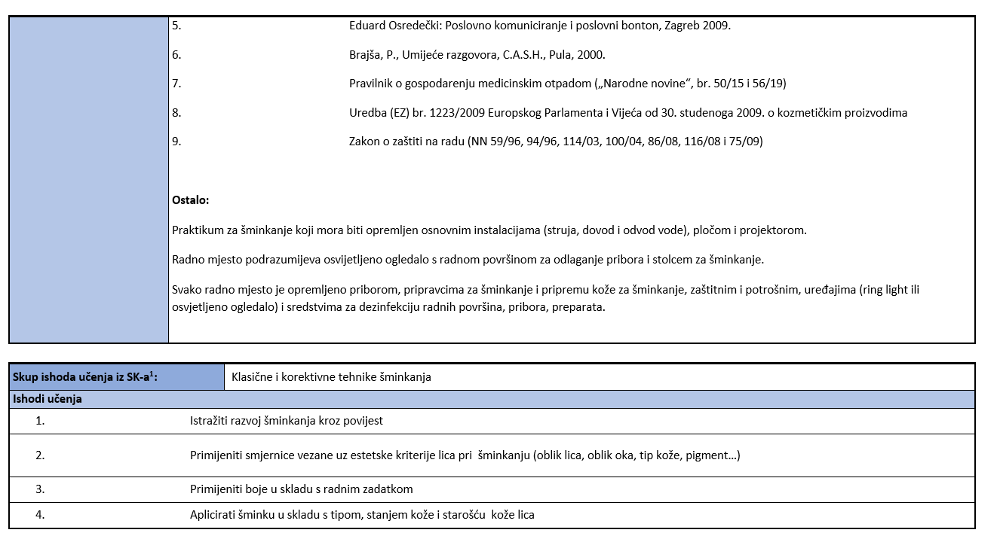 5. Eduard Osredečki: Poslovno komuniciranje i poslovni bonton, Zagreb 2009.
6. Brajša, P., Umijeće razgovora, C.A.S.H., Pula, 2000.
7. Pravilnik o gospodarenju medicinskim otpadom („Narodne novine“, br. 50/15 i 56/19)
8. Uredba (EZ) br. 1223/2009 Europskog Parlamenta i Vijeća od 30. studenoga 2009. o kozmetičkim proizvodima
9. Zakon o zaštiti na radu (NN 59/96, 94/96, 114/03, 100/04, 86/08, 116/08 i 75/09)
Ostalo:
Praktikum za šminkanje koji mora biti opremljen osnovnim instalacijama (struja, dovod i odvod vode), pločom i projektorom.
Radno mjesto podrazumijeva osvijetljeno ogledalo s radnom površinom za odlaganje pribora i stolcem za šminkanje.
Svako radno mjesto je opremljeno priborom, pripravcima za šminkanje i pripremu kože za šminkanje, zaštitnim i potrošnim, uređajima (ring light ili
osvjetljeno ogledalo) i sredstvima za dezinfekciju radnih površina, pribora, preparata.
Skup ishoda učenja iz SK-a¹: Klasične i korektivne tehnike šminkanja
Ishodi učenja
1. Istražiti razvoj šminkanja kroz povijest
2. Primijeniti smjernice vezane uz estetske kriterije lica pri  šminkanju (oblik lica, oblik oka, tip kože, pigment…)
3. Primijeniti boje u skladu s radnim zadatkom
4. Aplicirati šminku u skladu s tipom, stanjem kože i starošću  kože lica